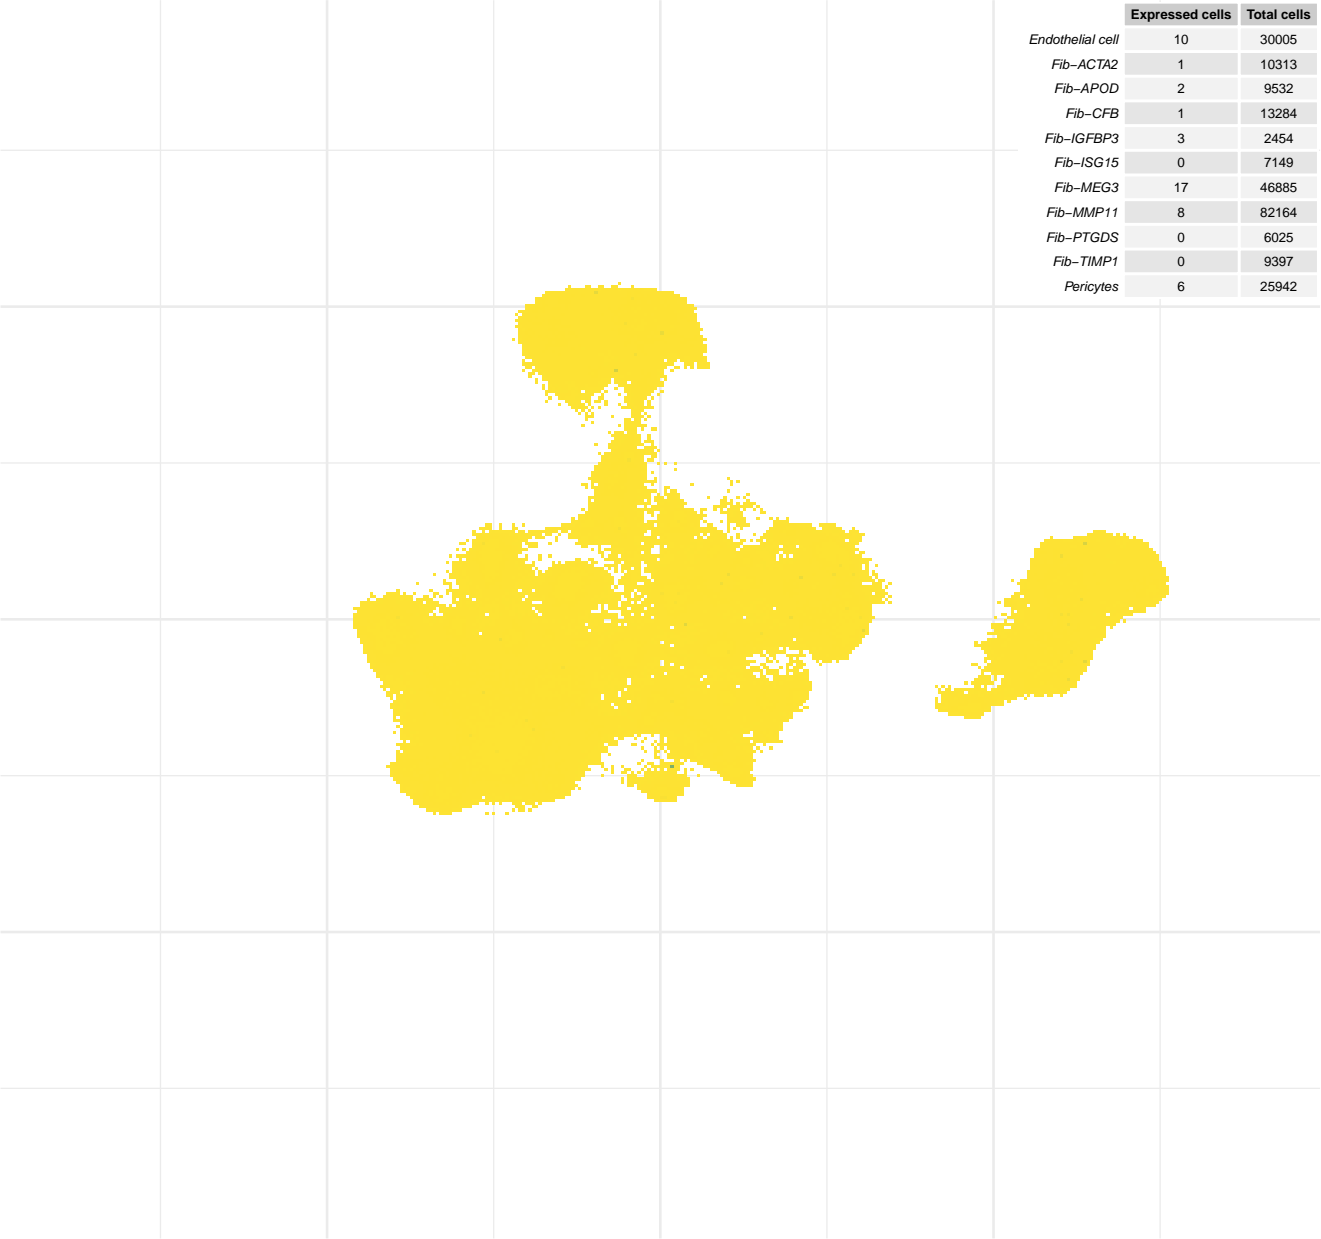 Expressed cells Total cells
Endothelial cell 10 30005
Fib−ACTA2 1 10313
Fib−APOD 2 9532
Fib−CFB 1 13284
Fib−IGFBP3 3 2454
Fib−ISG15 0 7149
Fib−MEG3 17 46885
Fib−MMP11 8 82164
Fib−PTGDS 0 6025
Fib−TIMP1 0 9397
Pericytes 6 25942